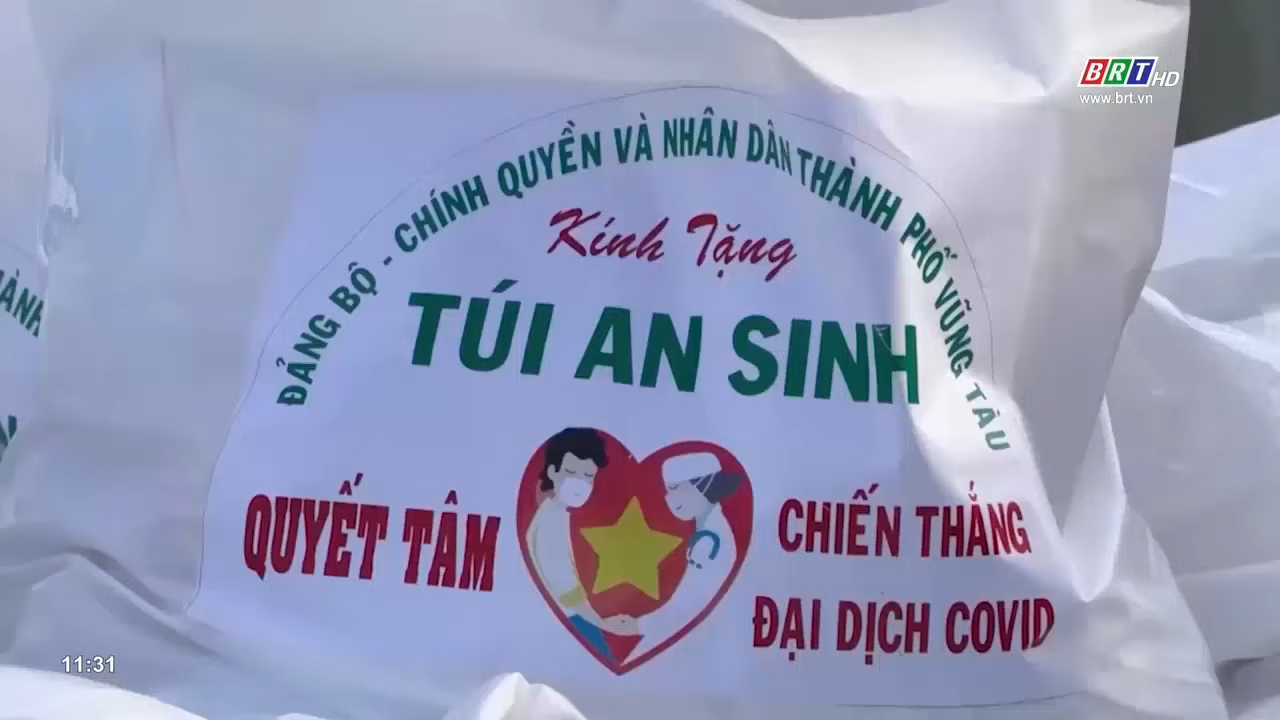 BRT HD
www.brt.vn
ĐẢNG BỘ - CHÍNH QUYỀN VÀ NHÂN DÂN THÀNH PHỐ VŨNG TÀU
Kính Tặng
TÚI AN SINH
QUYẾT TÂM
CHIẾN THẮNG
ĐẠI DỊCH COVID
11:31